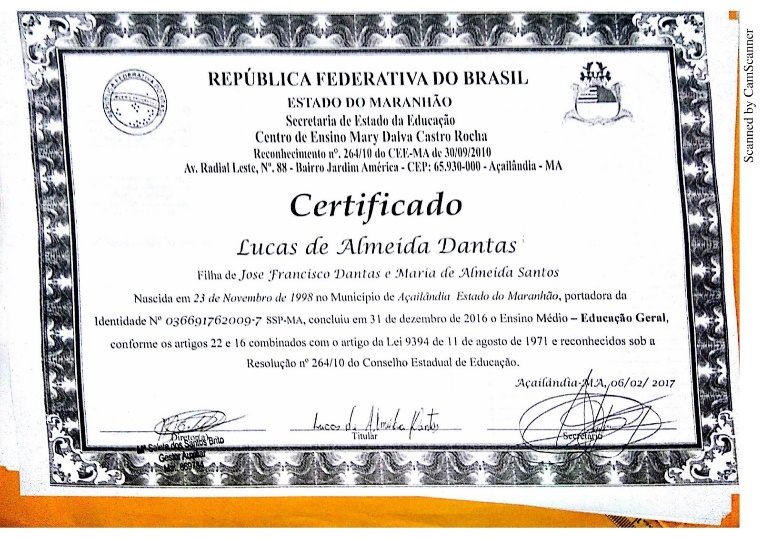 REPÚBLICA FEDERATIVA DO BRASIL
ESTADO DO MARANHÃO
Secretaria de Estado da Educação
Centro de Ensino Mary Dalva Castro Rocha
Reconhecimento nº. 264/10 do CEE-MA de 30/09/2010
Av. Radial Leste, Nº. 88 - Bairro Jardim América - CEP: 65.930-000 - Açailândia - MA
Certificado
Lucas de Almeida Dantas
Filha de Jose Francisco Dantas e Maria de Almeida Santos
Nascida em 23 de Novembro de 1998 no Município de Açailândia Estado do Maranhão, portadora da
Identidade Nº 036691762009-7 SSP-MA, concluiu em 31 de dezembro de 2016 o Ensino Médio – Educação Geral,
conforme os artigos 22 e 16 combinados com o artigo da Lei 9394 de 11 de agosto de 1971 e reconhecidos sob a
Resolução nº 264/10 do Conselho Estadual de Educação.
Açailândia-MA, 06/02/ 2017
Lucas de Almeida Dantas
Titular
Secretário
Mª Salete dos Santos Brito
Gestor Auxiliar
Scanned by CamScanner